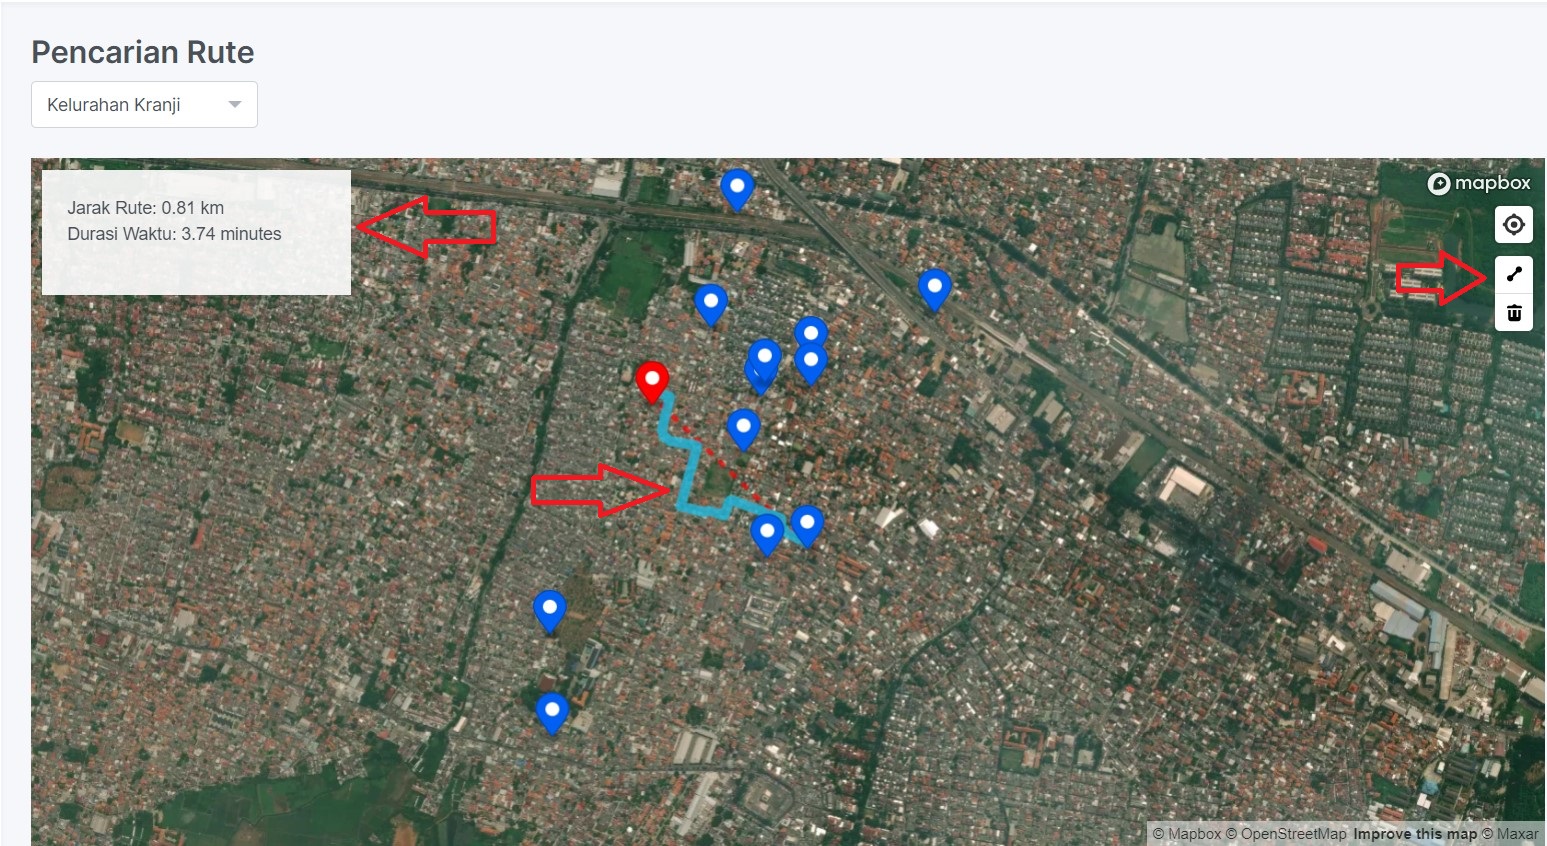 Pencarian Rute
Kelurahan Kranji
Jarak Rute: 0.81 km
Durasi Waktu: 3.74 minutes
mapbox
© Mapbox © OpenStreetMap Improve this map © Maxar